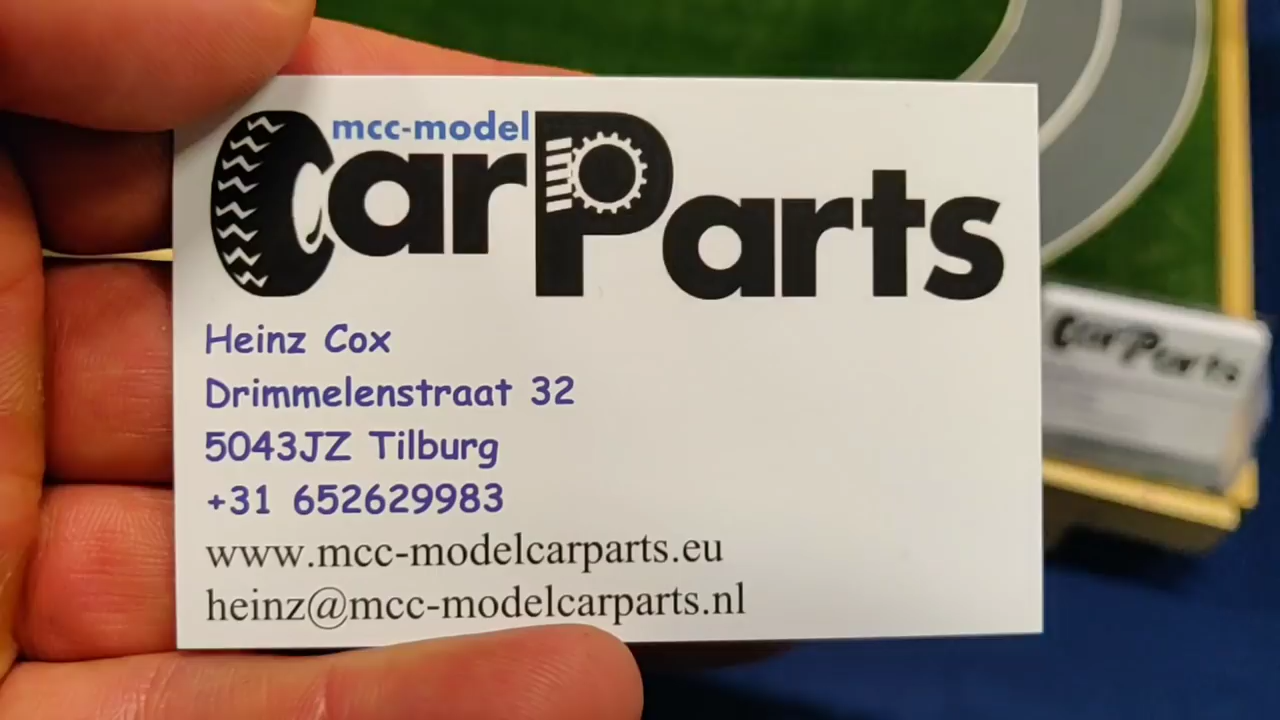 mcc-model
CarParts
Heinz Cox
Drimmelenstraat 32
5043JZ Tilburg
+31 652629983
www.mcc-modelcarparts.eu
heinz@mcc-modelcarparts.nl
CarParts